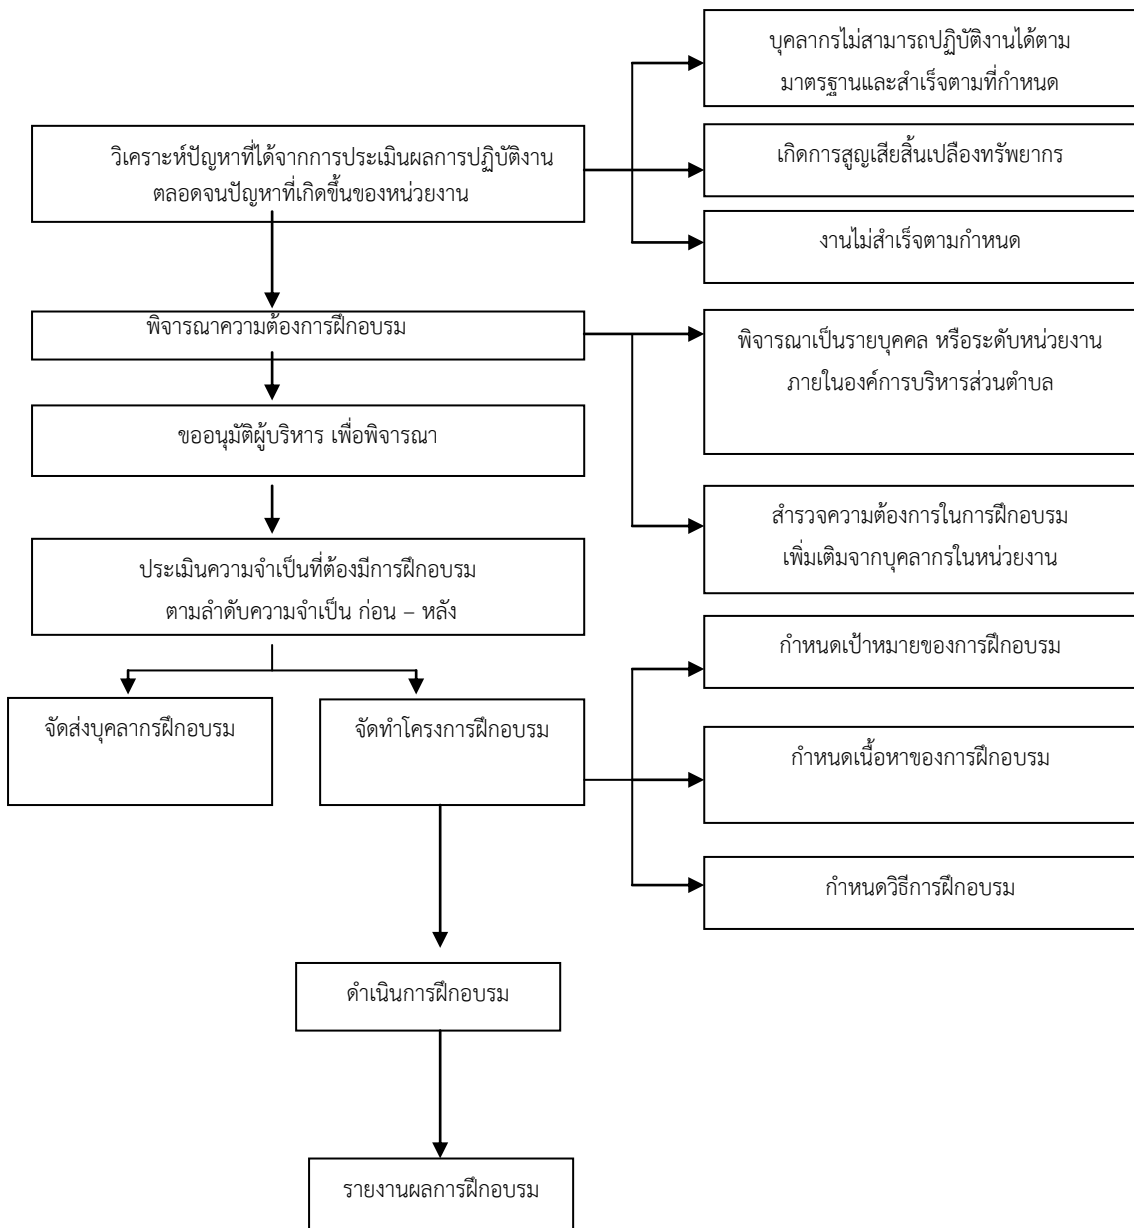 บุคลากรไม่สามารถปฏิบัติงานได้ตาม
มาตรฐานและสำเร็จตามที่กำหนด
วิเคราะห์ปัญหาที่ได้จากการประเมินผลการปฏิบัติงาน
ตลอดจนปัญหาที่เกิดขึ้นของหน่วยงาน
เกิดการสูญเสียสิ้นเปลืองทรัพยากร
งานไม่สำเร็จตามกำหนด
พิจารณาความต้องการฝึกอบรม
พิจารณาเป็นรายบุคคล หรือระดับหน่วยงาน
ภายในองค์การบริหารส่วนตำบล
ขออนุมัติผู้บริหาร เพื่อพิจารณา
สำรวจความต้องการในการฝึกอบรม
เพิ่มเติมจากบุคลากรในหน่วยงาน
ประเมินความจำเป็นที่ต้องมีการฝึกอบรม
ตามลำดับความจำเป็น ก่อน – หลัง
กำหนดเป้าหมายของการฝึกอบรม
จัดส่งบุคลากรฝึกอบรม
จัดทำโครงการฝึกอบรม
กำหนดเนื้อหาของการฝึกอบรม
กำหนดวิธีการฝึกอบรม
ดำเนินการฝึกอบรม
รายงานผลการฝึกอบรม